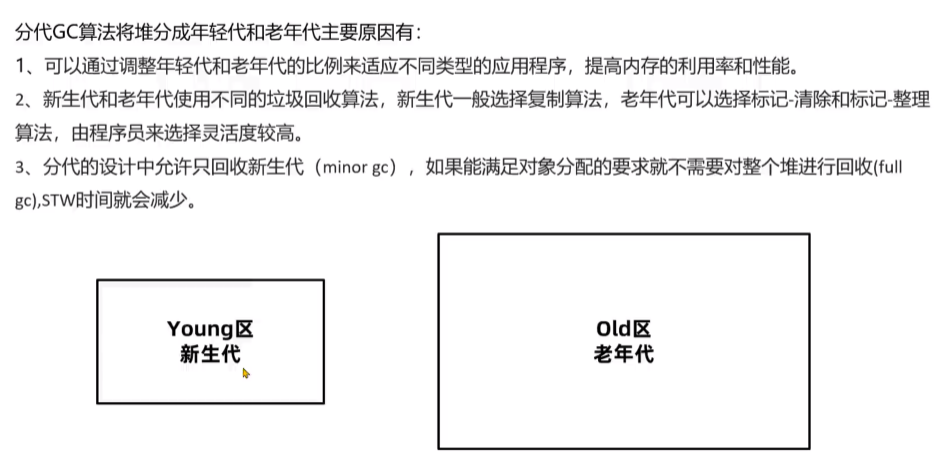 分代GC算法将堆分成年轻代和老年代主要原因有：
1、可以通过调整年轻代和老年代的比例来适应不同类型的应用程序，提高内存的利用率和性能。
2、新生代和老年代使用不同的垃圾回收算法，新生代一般选择复制算法，老年代可以选择标记-清除和标记-整理
算法，由程序员来选择灵活度较高。
3、分代的设计中允许只回收新生代（minor gc），如果能满足对象分配的要求就不需要对整个堆进行回收(full
gc),STW时间就会减少。
Young区
新生代
Old区
老年代